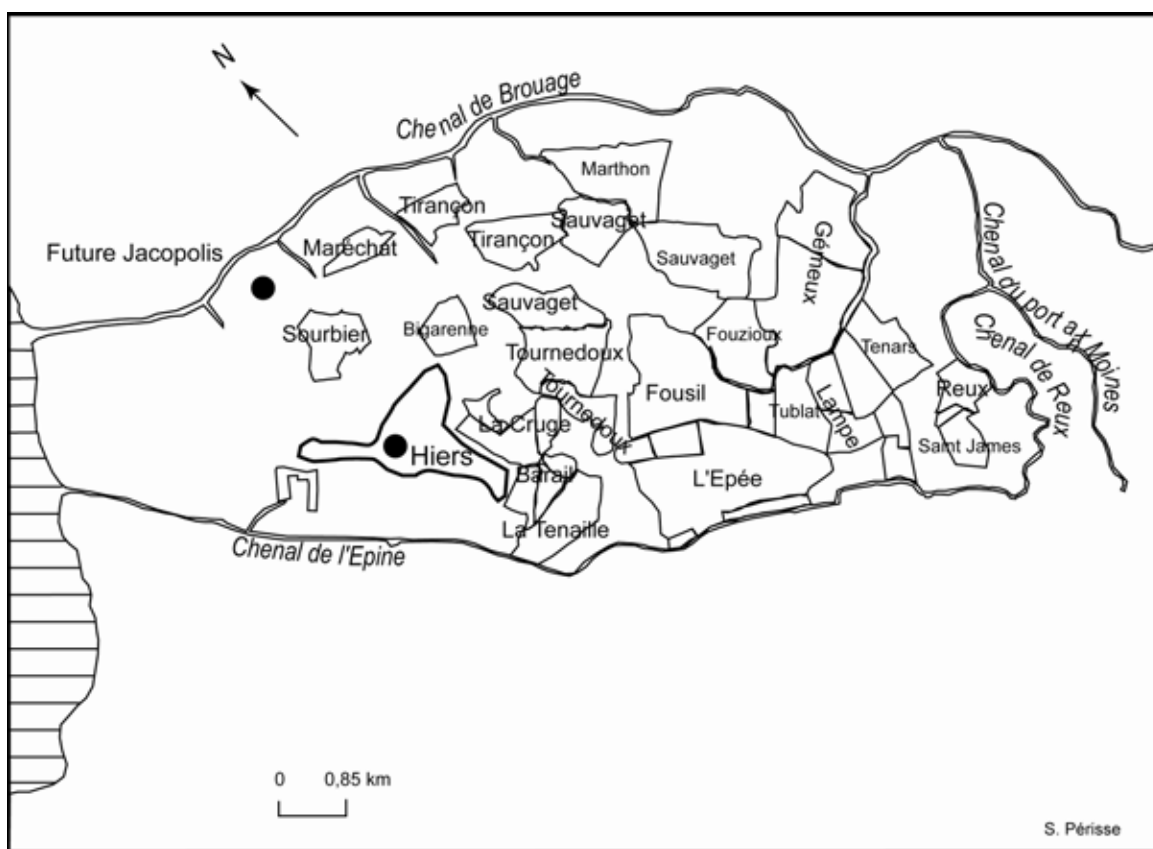 N
Chenal de Brouage
Marthon
Tirançon
Sauvaget
Tirançon
Maréchat
Future Jacopolis
Sauvaget
Gémeux
Chenal du port aux Moines
Sauvaget
Sourbier
Bigarenne
Fouzioux
Tournedoux
Tenars
Chenal de Reux
Tournedoux
Fousil
Reux
Tublat
Lampe
La Cruge
Saint James
Hiers
Barail
L'Epée
La Tenaille
Chenal de l'Epine
0 0,85 km
S. Périsse